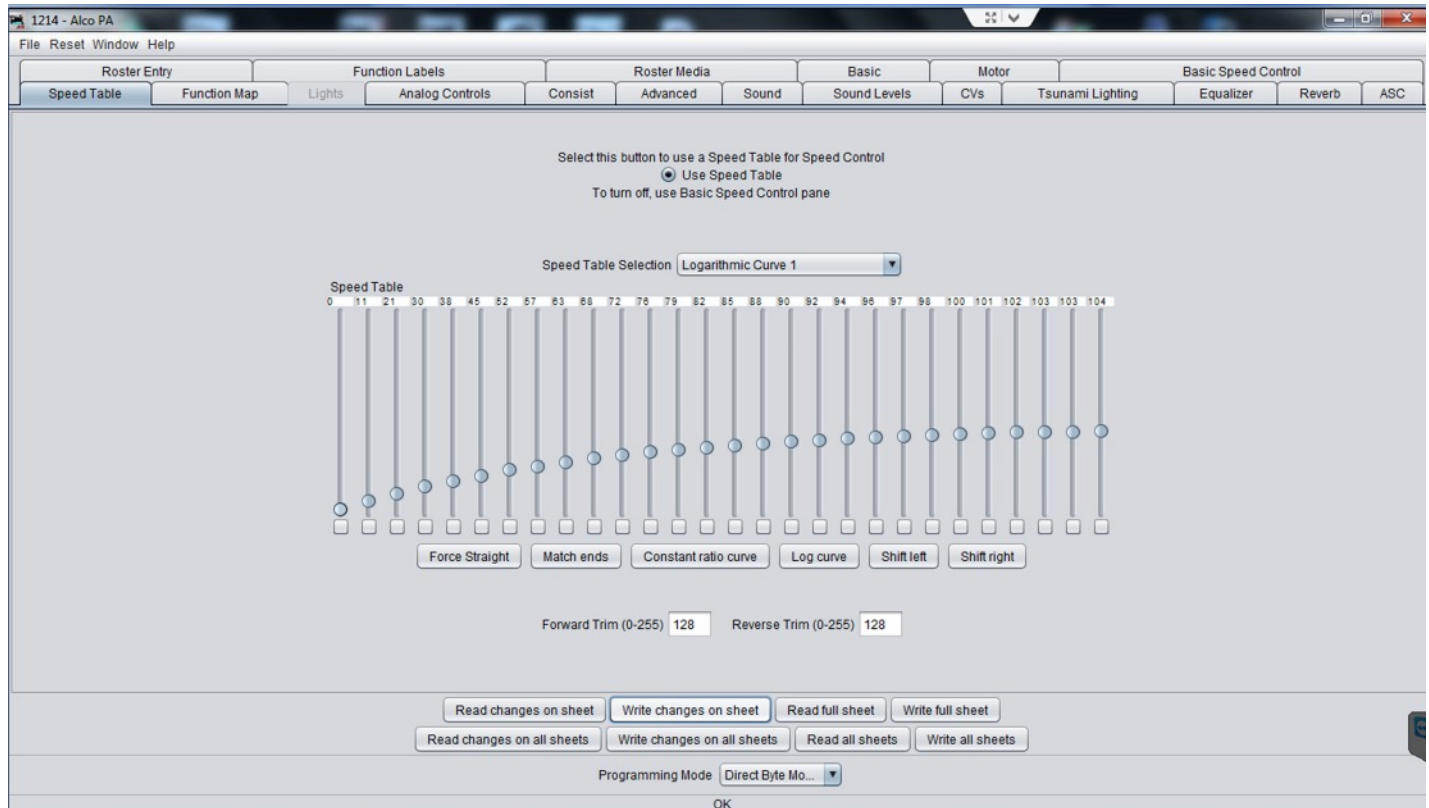 1214 - Alco PA
File Reset Window Help
Roster Entry Function Labels Roster Media Basic Motor Basic Speed Control
Speed Table Function Map Lights Analog Controls Consist Advanced Sound Sound Levels CVs Tsunami Lighting Equalizer Reverb ASC
Select this button to use a Speed Table for Speed Control
Use Speed Table
To turn off, use Basic Speed Control pane
Speed Table Selection Logarithmic Curve 1
Speed Table
0 11 21 30 38 45 52 57 63 68 72 76 79 82 85 88 90 92 94 96 97 98 100 101 102 103 103 104
Force Straight Match ends Constant ratio curve Log curve Shift left Shift right
Forward Trim (0-255) 128 Reverse Trim (0-255) 128
Read changes on sheet Write changes on sheet Read full sheet Write full sheet
Read changes on all sheets Write changes on all sheets Read all sheets Write all sheets
Programming Mode Direct Byte Mo...
OK